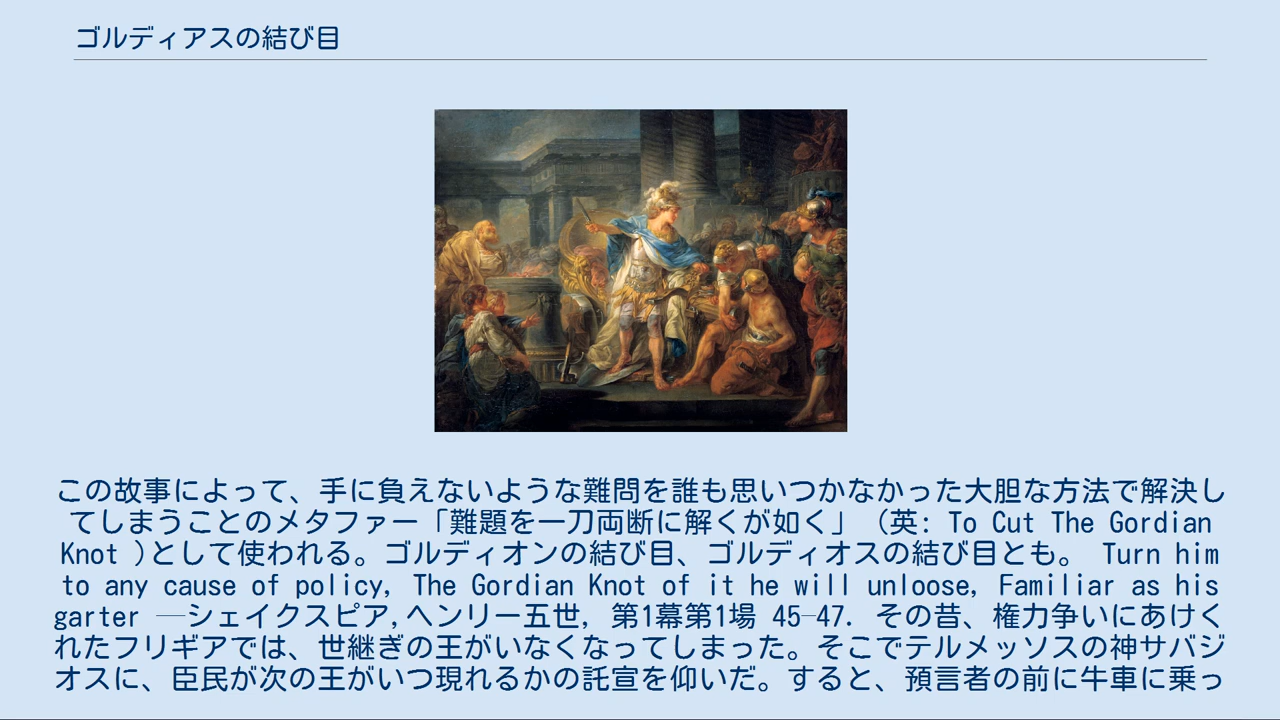 ゴルディアスの結び目
この故事によって、手に負えないような難問を誰も思いつかなかった大胆な方法で解決し
てしまうことのメタファー「難題を一刀両断に解くが如く」（英: To Cut The Gordian
Knot )として使われる。ゴルディオンの結び目、ゴルディオスの結び目とも。 Turn him
to any cause of policy, The Gordian Knot of it he will unloose, Familiar as his
garter ―シェイクスピア,ヘンリー五世, 第1幕第1場 45–47. その昔、権力争いにあけく
れたフリギアでは、世継ぎの王がいなくなってしまった。そこでテルメッソスの神サバジ
オスに、臣民が次の王がいつ現れるかの託宣を仰いだ。すると、預言者の前に牛車に乗っ